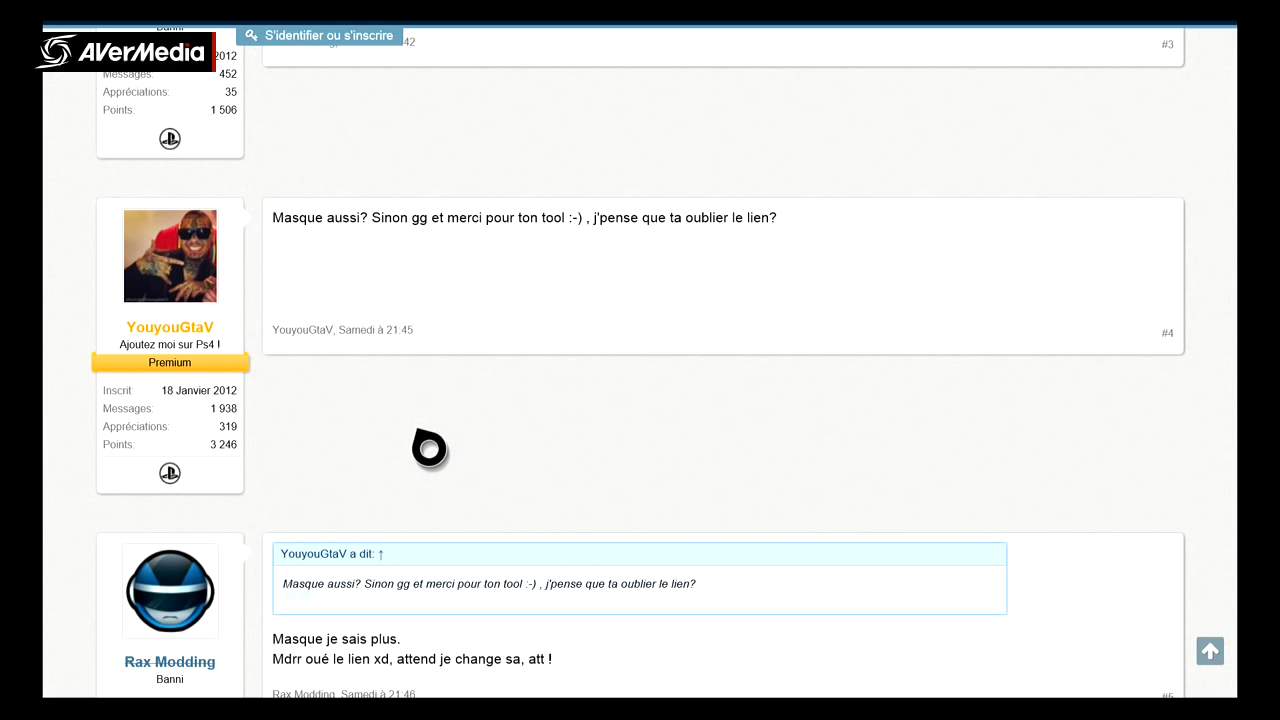 Banni
S'identifier ou s'inscrire
AVerMedia
2012
42
#3
Messages: 452
Appréciations: 35
Points: 1 506
Masque aussi? Sinon gg et merci pour ton tool :-) , j'pense que ta oublier le lien?
YouyouGtaV
YouyouGtaV, Samedi à 21:45
#4
Ajoutez moi sur Ps4 !
Premium
Inscrit: 18 Janvier 2012
Messages: 1 938
Appréciations: 319
Points: 3 246
YouyouGtaV a dit: ↑
Masque aussi? Sinon gg et merci pour ton tool :-) , j'pense que ta oublier le lien?
Masque je sais plus.
Mdrr oué le lien xd, attend je change sa, att !
Rax Modding
Banni
Rax Modding, Samedi à 21:46
#5